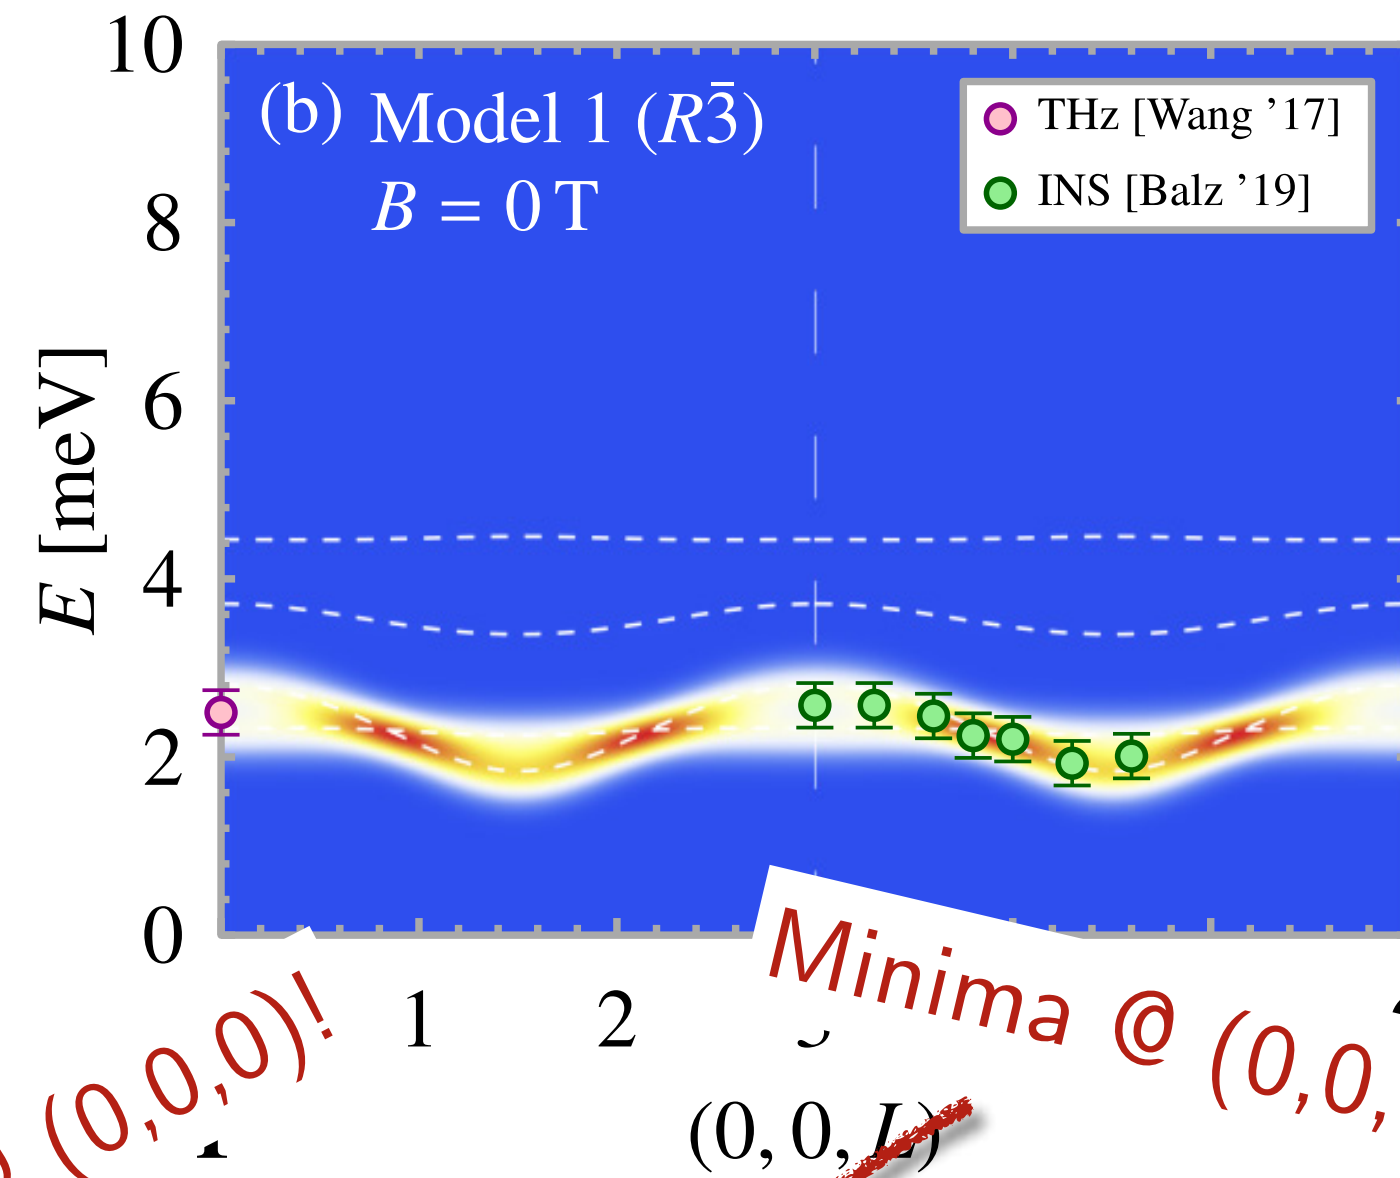 10
(b) Model 1 (R3̄)
B = 0 T
THz [Wang ’17]
INS [Balz ’19]
8
6
4
2
0
E [meV]
1
2
(0, 0, L)
(0,0,0)!
Minima @ (0,0,